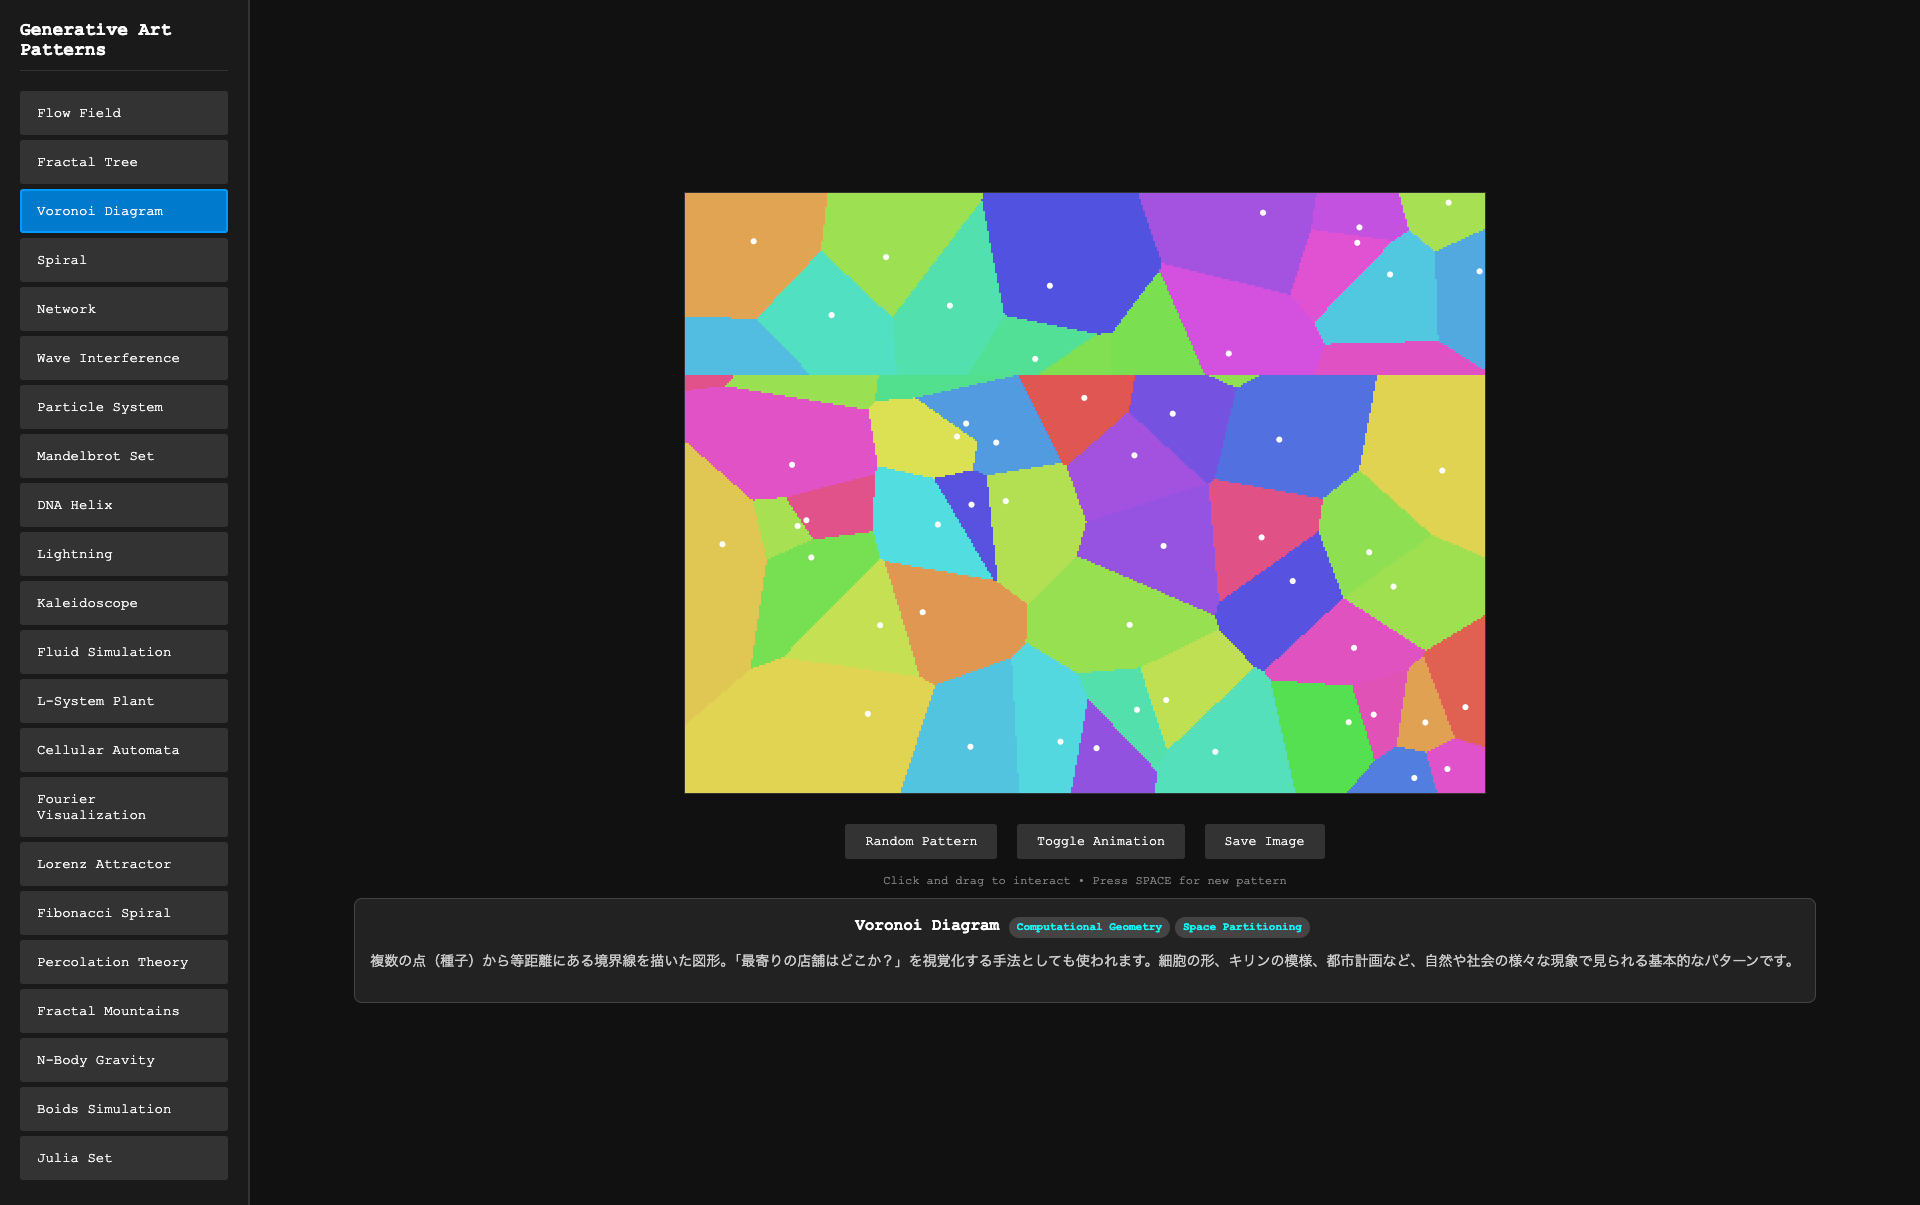 Generative Art
Patterns
Flow Field
Fractal Tree
Voronoi Diagram
Spiral
Network
Wave Interference
Particle System
Mandelbrot Set
DNA Helix
Lightning
Kaleidoscope
Fluid Simulation
L-System Plant
Cellular Automata
Fourier
Visualization
Lorenz Attractor
Fibonacci Spiral
Percolation Theory
Fractal Mountains
N-Body Gravity
Boids Simulation
Julia Set
Random Pattern
Toggle Animation
Save Image
Click and drag to interact • Press SPACE for new pattern
Voronoi Diagram Computational Geometry Space Partitioning
複数の点（種子）から等距離にある境界線を描いた図形。「最寄りの店舗はどこか？」を視覚化する手法としても使われます。細胞の形、キリンの模様、都市計画など、自然や社会の様々な現象で見られる基本的なパターンです。